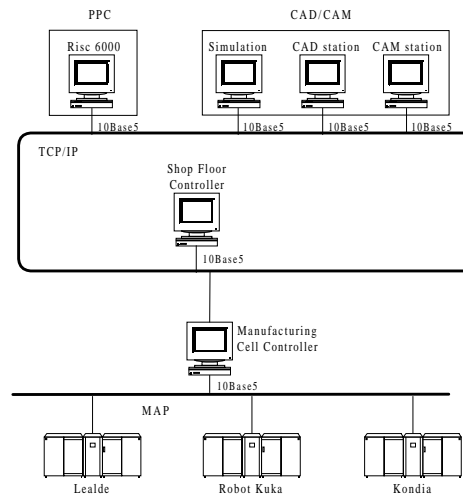 PPC
CAD/CAM
Risc 6000
Simulation
CAD station
CAM station
10Base5
10Base5
10Base5
10Base5
TCP/IP
Shop Floor
Controller
10Base5
Manufacturing
Cell Controller
10Base5
MAP
Lealde
Robot Kuka
Kondia